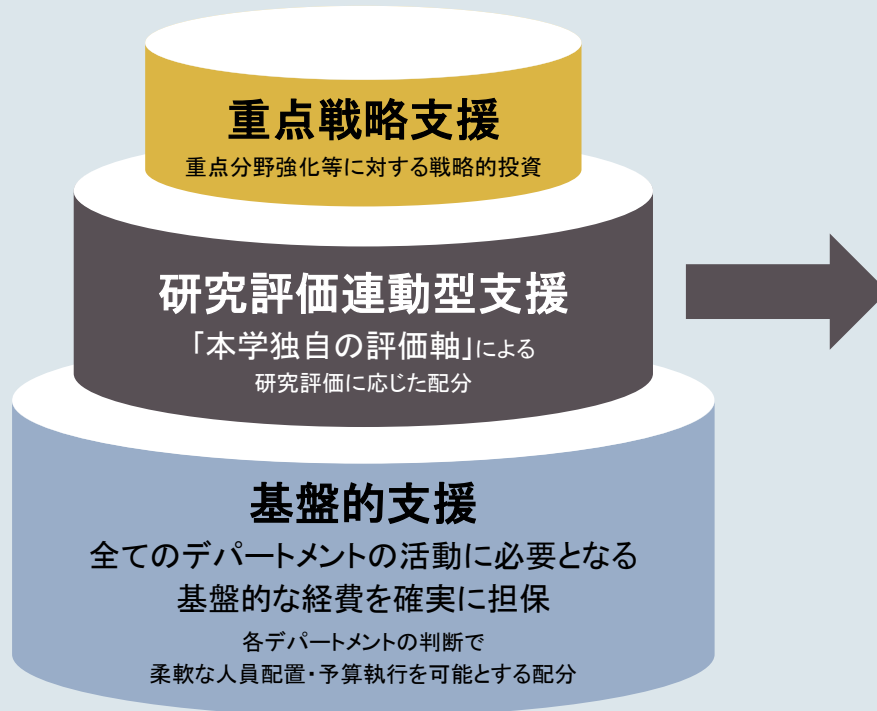 重点戦略支援
重点分野強化等に対する戦略的投資
研究評価連動型支援
「本学独自の評価軸」による
研究評価に応じた配分
基盤的支援
全てのデパートメントの活動に必要となる
基盤的な経費を確実に担保
各デパートメントの判断で
柔軟な人員配置・予算執行を可能とする配分